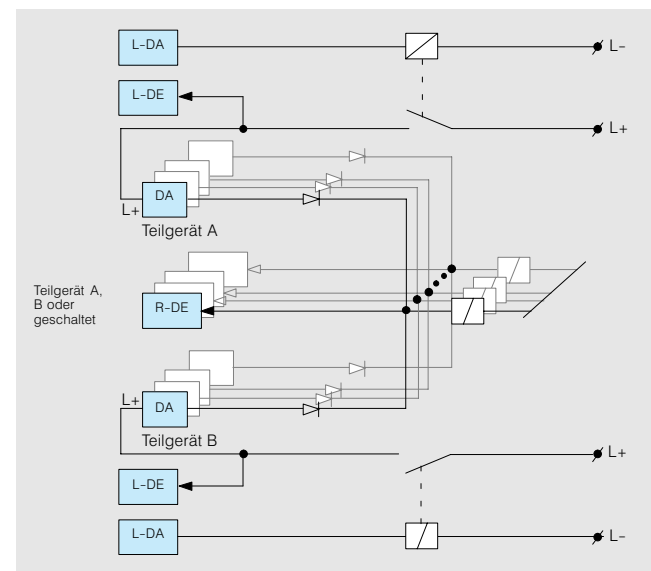 L-DA
L-
L-DE
L+
DA
L+
Teilgerät A
Teilgerät A,
B oder
geschaltet
R-DE
L+
DA
Teilgerät B
L+
L-DE
L-DA
L-